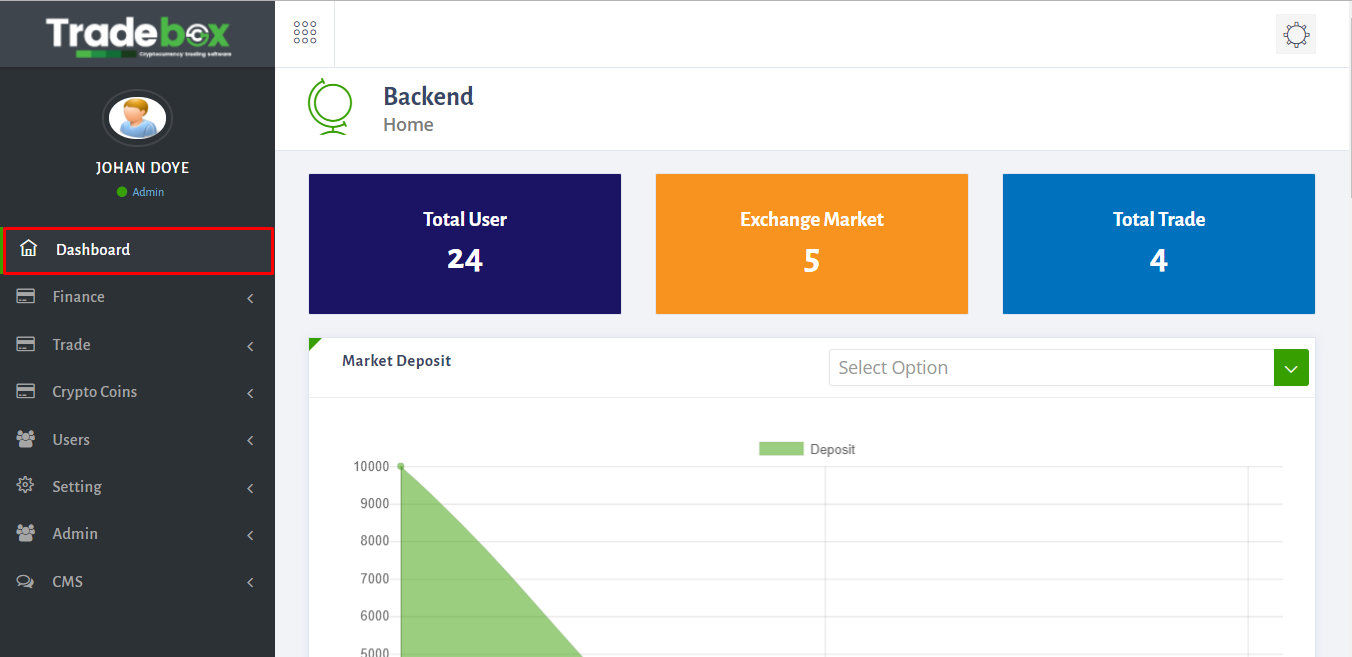 Tradebox
Cryptocurrency trading software
JOHAN DOYE
Admin
Dashboard
Finance
Trade
Crypto Coins
Users
Setting
Admin
CMS
Backend
Home
Total User
24
Exchange Market
5
Total Trade
4
Market Deposit
Select Option
Deposit
10000
9000
8000
7000
6000
5000